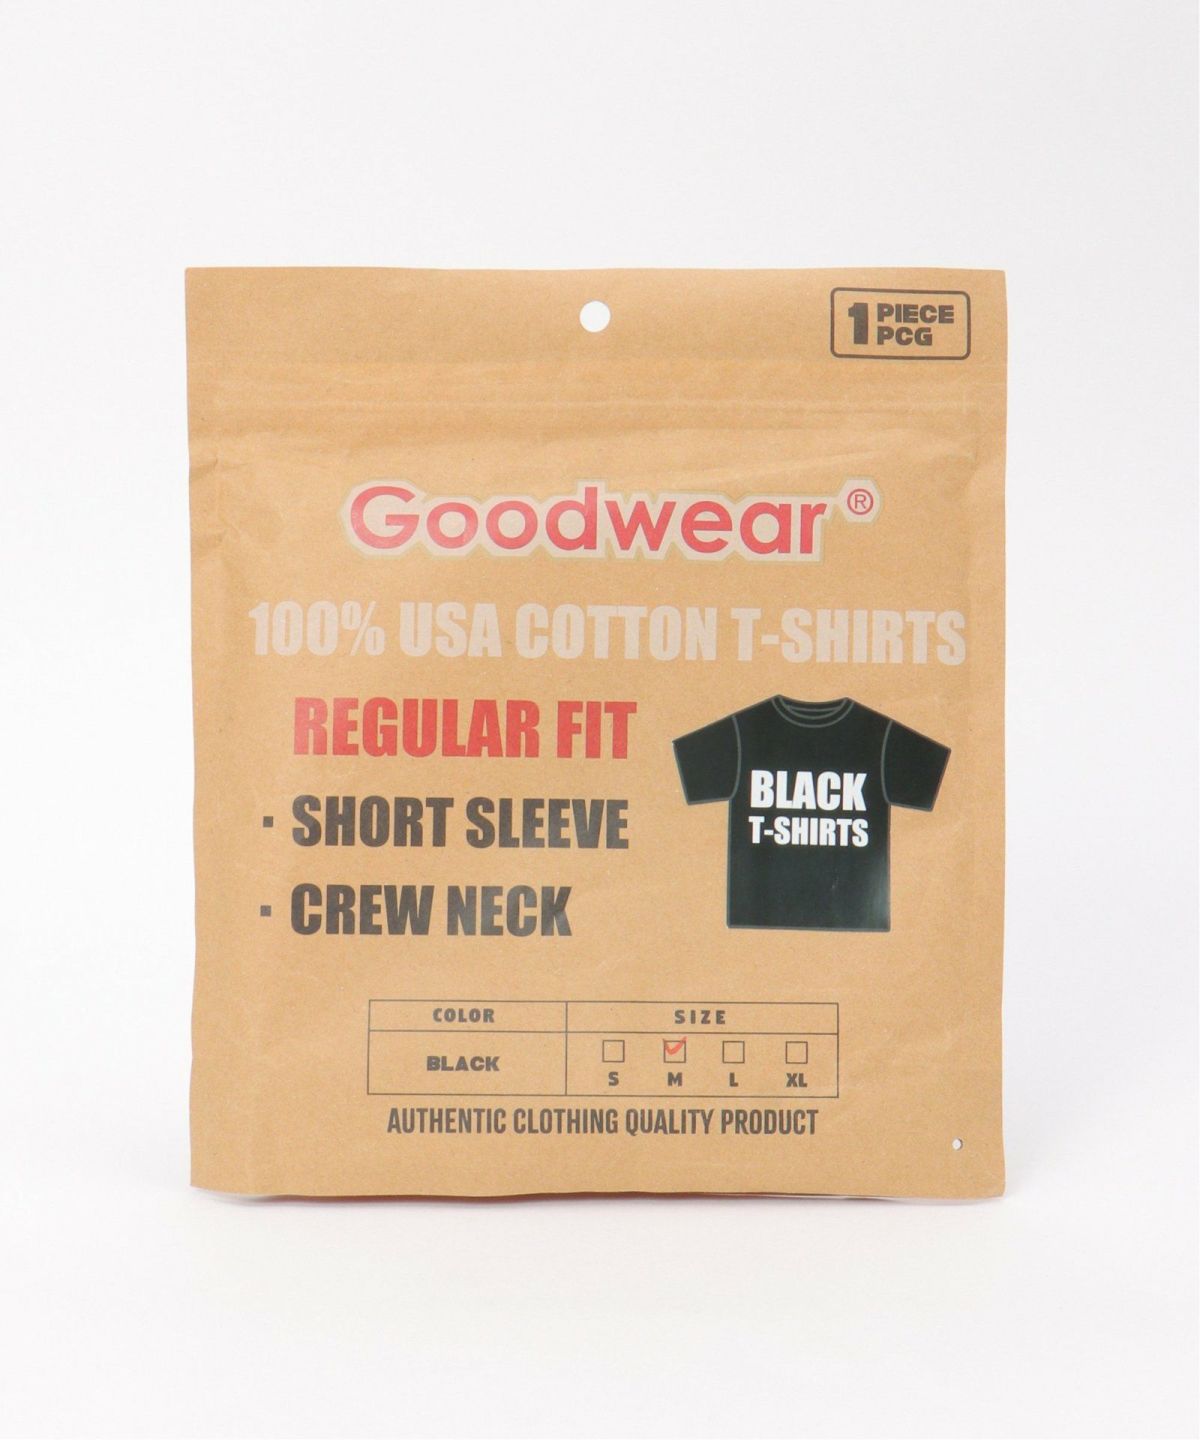 1 PIECE
PCG
Goodwear®
100% USA COTTON T-SHIRTS
REGULAR FIT
· SHORT SLEEVE
· CREW NECK
BLACK
T-SHIRTS
COLOR SIZE
BLACK
S M L XL
AUTHENTIC CLOTHING QUALITY PRODUCT